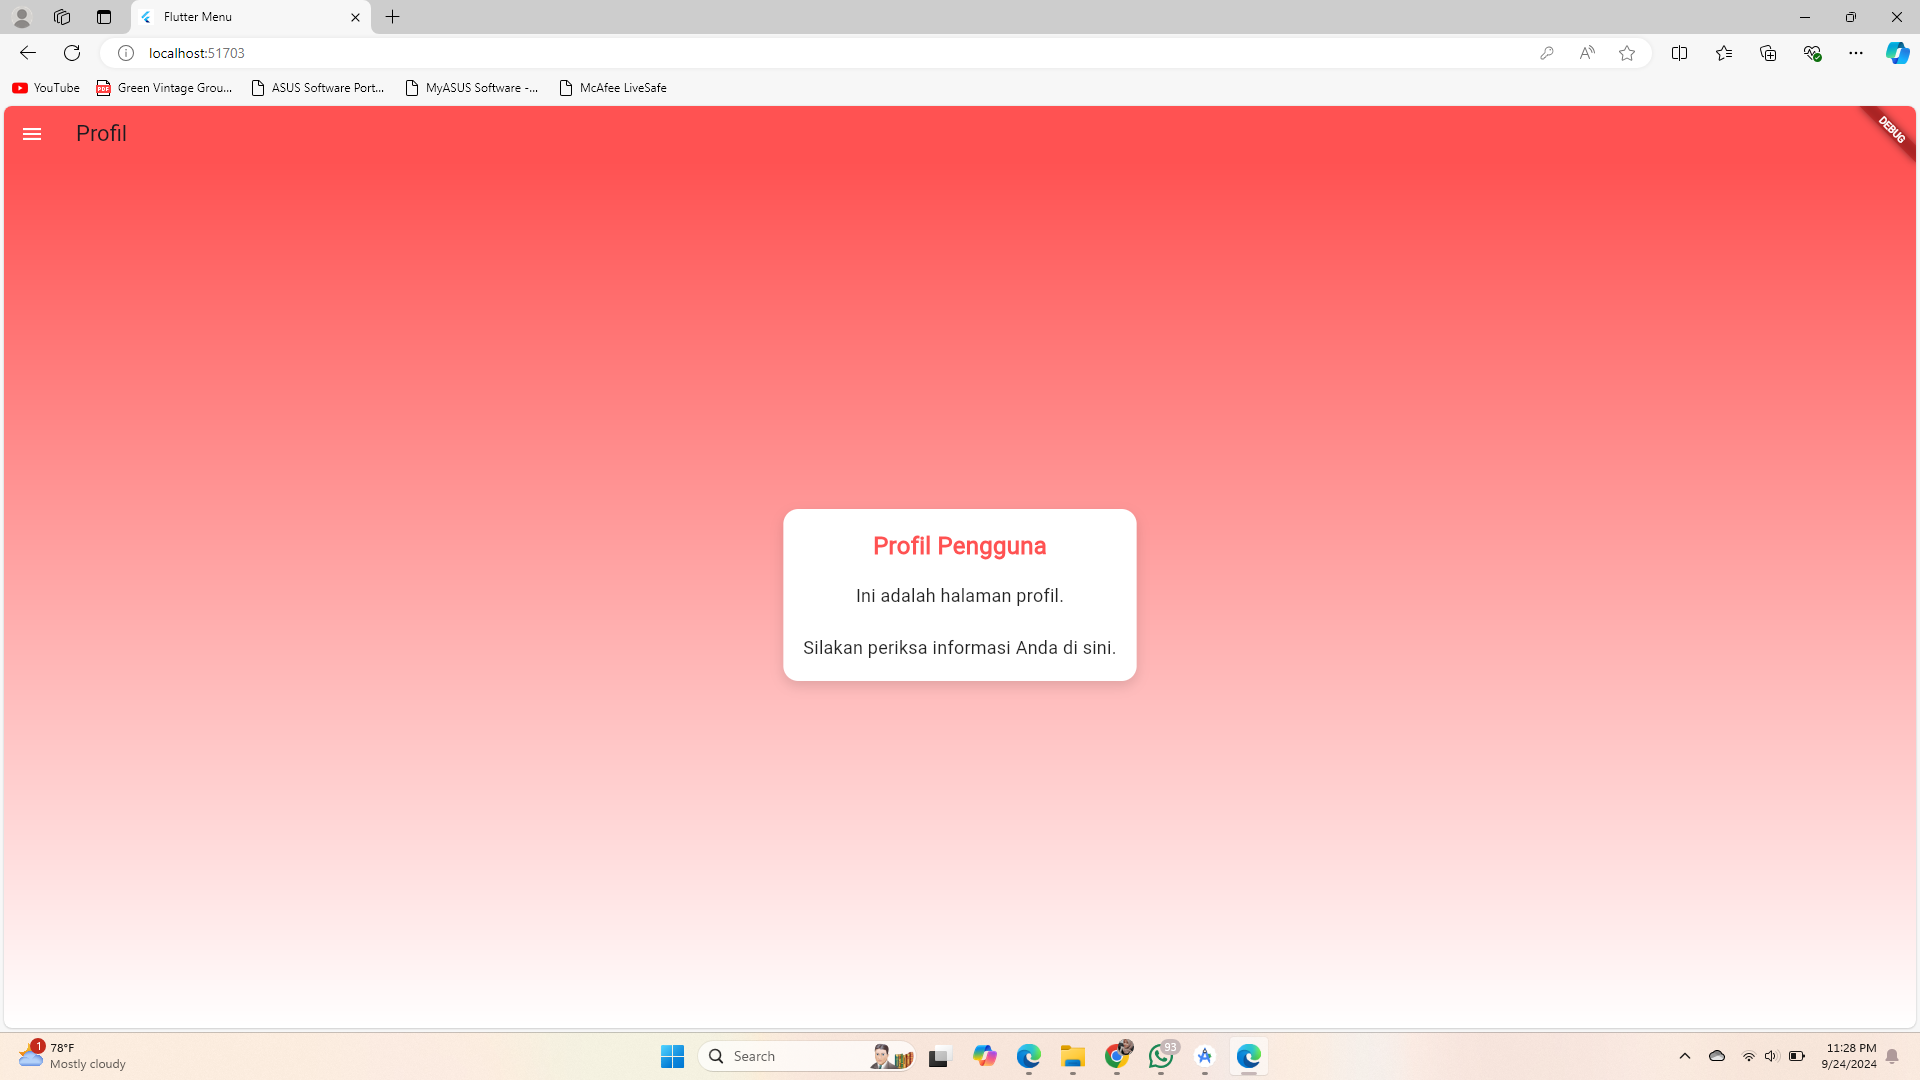 Flutter Menu
localhost:51703
YouTube
Green Vintage Grou...
ASUS Software Port...
MyASUS Software -...
McAfee LiveSafe
Profil
DEBUG
Profil Pengguna
Ini adalah halaman profil.
Silakan periksa informasi Anda di sini.
1
78°F
Mostly cloudy
Search
93
11:28 PM
9/24/2024